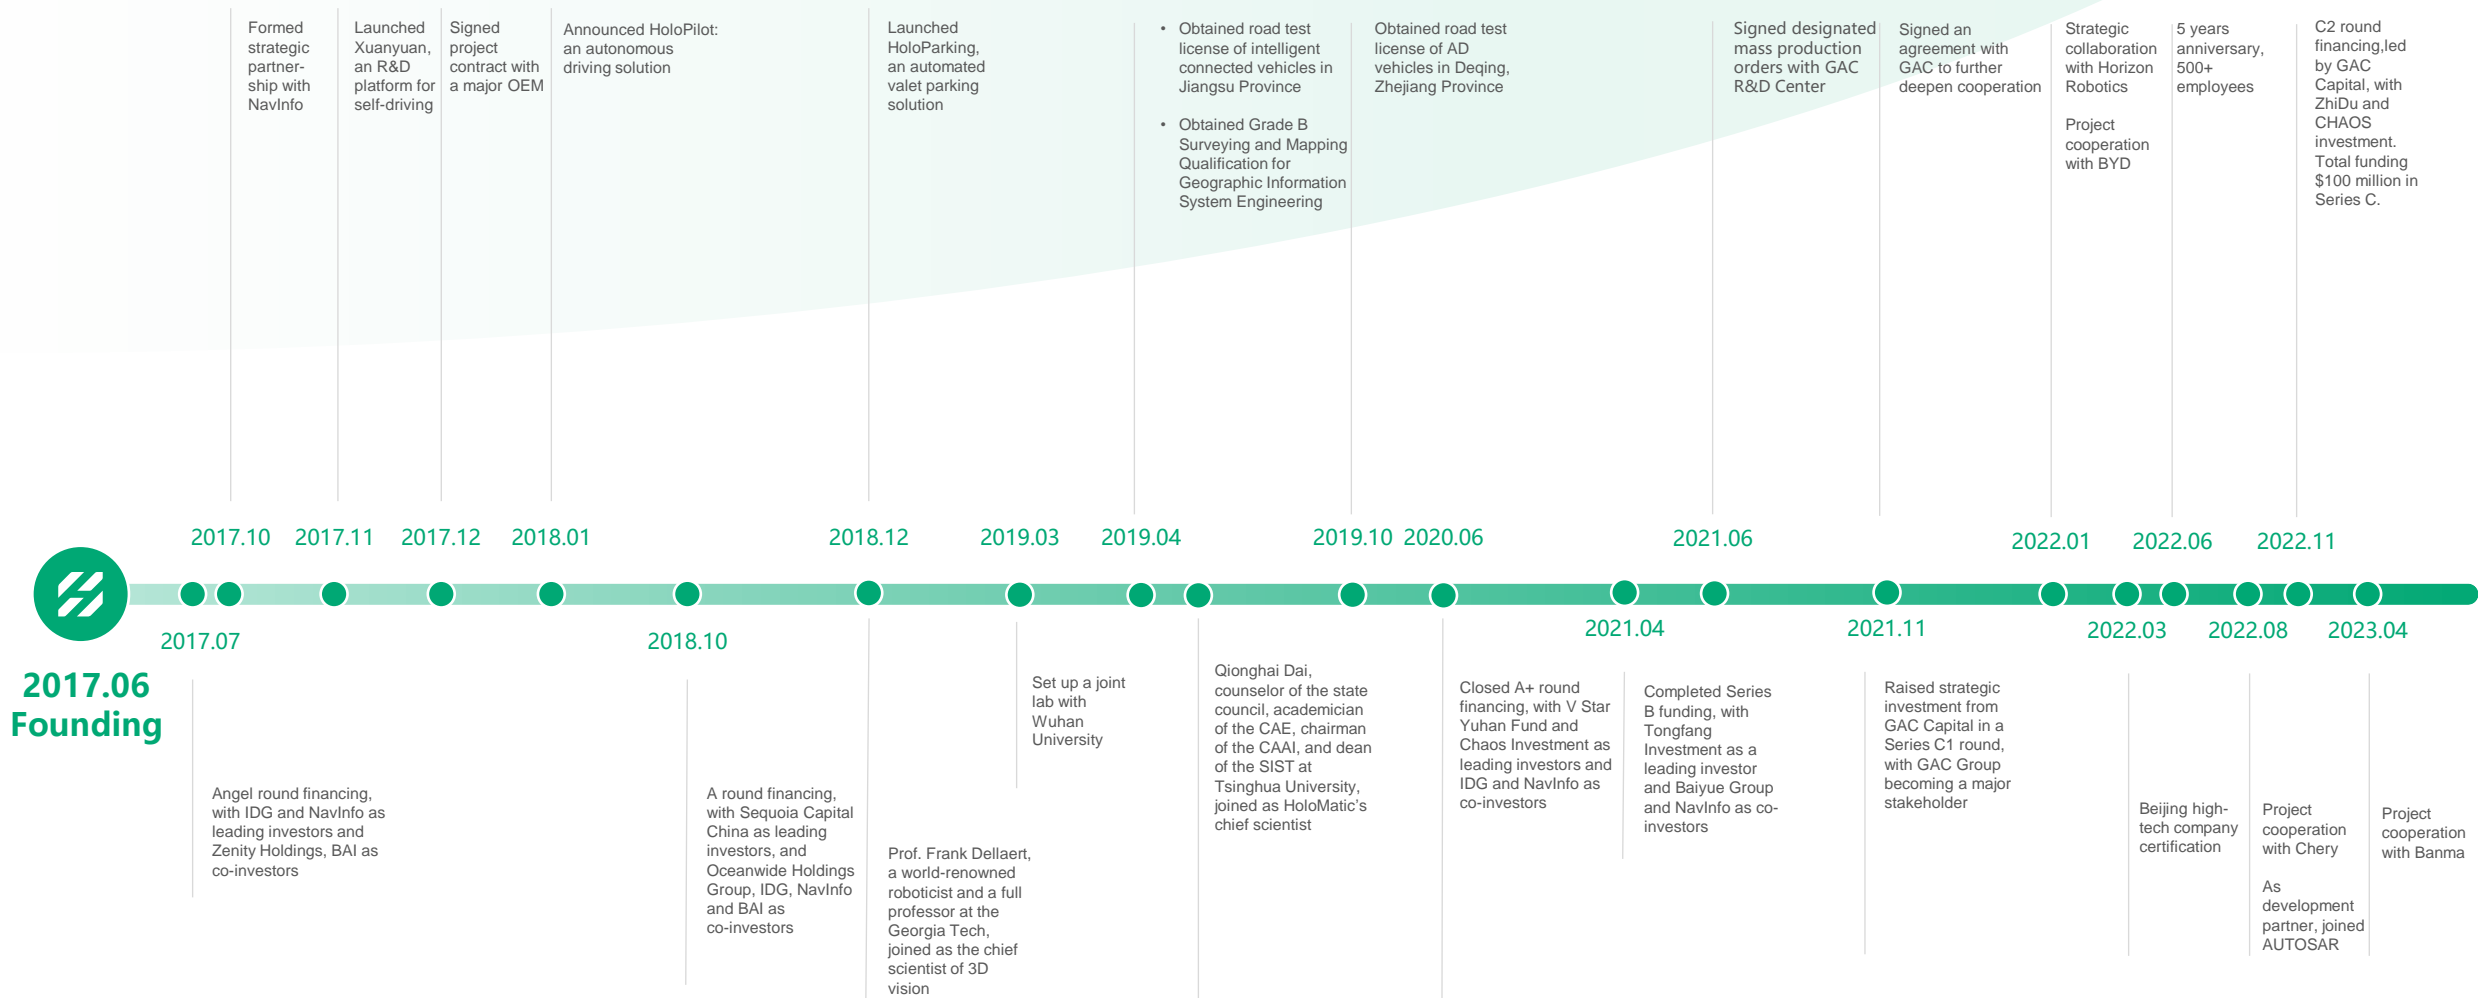 Formed
strategic
partner-
ship with
NavInfo
Launched
Xuanyuan,
an R&D
platform for
self-driving
Signed
project
contract with
a major OEM
Announced HoloPilot:
an autonomous
driving solution
Launched
HoloParking,
an automated
valet parking
solution
• Obtained road test
license of intelligent
connected vehicles in
Jiangsu Province
• Obtained Grade B
Surveying and Mapping
Qualification for
Geographic Information
System Engineering
Obtained road test
license of AD
vehicles in Deqing,
Zhejiang Province
Signed designated
mass production
orders with GAC
R&D Center
Signed an
agreement with
GAC to further
deepen cooperation
Strategic
collaboration
with Horizon
Robotics
Project
cooperation
with BYD
5 years
anniversary,
500+
employees
C2 round
financing,led
by GAC
Capital, with
ZhiDu and
CHAOS
investment.
Total funding
$100 million in
Series C.
2017.10
2017.11
2017.12
2018.01
2018.12
2019.03
2019.04
2019.10
2020.06
2021.06
2022.01
2022.06
2022.11
2017.07
2018.10
2021.04
2021.11
2022.03
2022.08
2023.04
2017.06
Founding
Angel round financing,
with IDG and NavInfo as
leading investors and
Zenity Holdings, BAI as
co-investors
A round financing,
with Sequoia Capital
China as leading
investors, and
Oceanwide Holdings
Group, IDG, NavInfo
and BAI as
co-investors
Prof. Frank Dellaert,
a world-renowned
roboticist and a full
professor at the
Georgia Tech,
joined as the chief
scientist of 3D
vision
Set up a joint
lab with
Wuhan
University
Qionghai Dai,
counselor of the state
council, academician
of the CAE, chairman
of the CAAI, and dean
of the SIST at
Tsinghua University,
joined as HoloMatic’s
chief scientist
Closed A+ round
financing, with V Star
Yuhan Fund and
Chaos Investment as
leading investors and
IDG and NavInfo as
co-investors
Completed Series
B funding, with
Tongfang
Investment as a
leading investor
and Baiyue Group
and NavInfo as co-
investors
Raised strategic
investment from
GAC Capital in a
Series C1 round,
with GAC Group
becoming a major
stakeholder
Beijing high-
tech company
certification
Project
cooperation
with Chery
As
development
partner, joined
AUTOSAR
Project
cooperation
with Banma